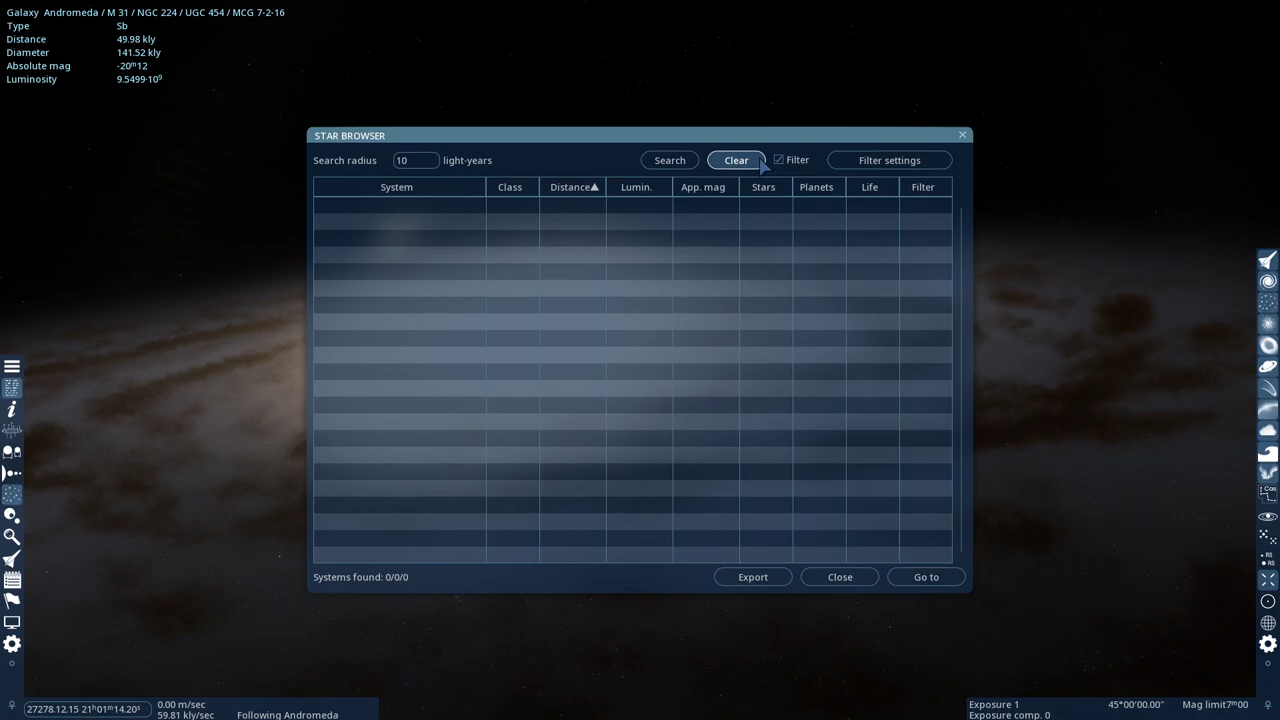 Galaxy Andromeda / M 31 / NGC 224 / UGC 454 / MCG 7-2-16
Type Sb
Distance 49.98 kly
Diameter 141.52 kly
Absolute mag -20ᵐ12
Luminosity 9.5499·10⁹
STAR BROWSER
Search radius 10 light-years Search Clear Filter Filter settings
System Class Distance▲ Lumin. App. mag Stars Planets Life Filter
Systems found: 0/0/0 Export Close Go to
27278.12.15 21ʰ01ᵐ14.20ˢ
0.00 m/sec
59.81 kly/sec Following Andromeda
Exposure 1 45°00'00.00" Mag limit7ᵐ00
Exposure comp. 0